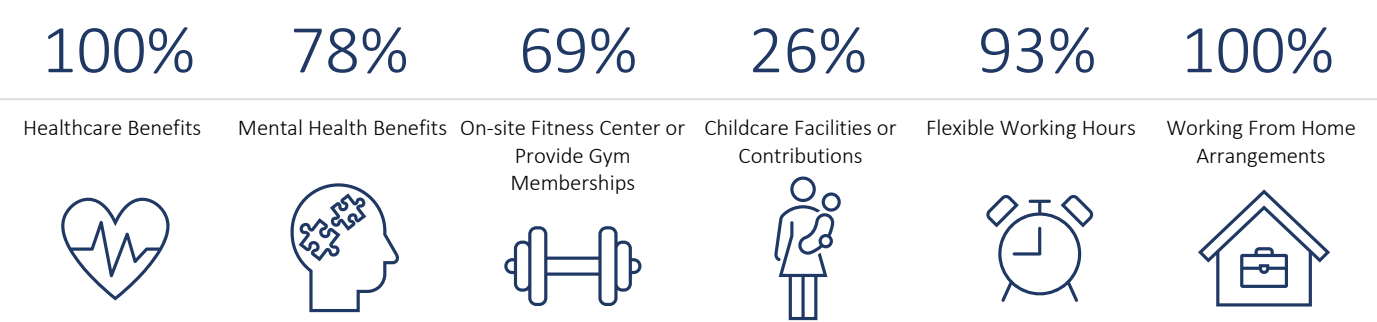 100%
78%
69%
26%
93%
100%
Healthcare Benefits
Mental Health Benefits
On-site Fitness Center or
Provide Gym
Memberships
Childcare Facilities or
Contributions
Flexible Working Hours
Working From Home
Arrangements